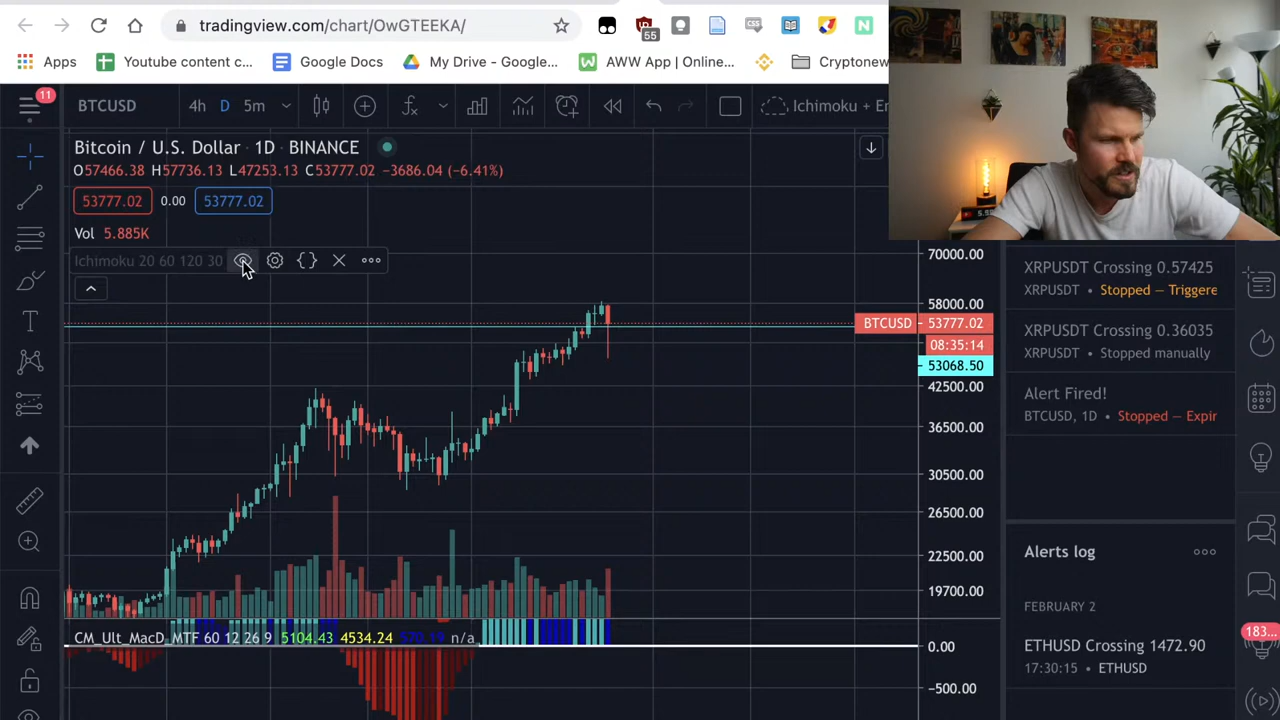 tradingview.com/chart/OwGTEEKA/
55
CSS
N
Apps
Youtube content c...
Google Docs
My Drive - Google...
AWW App | Online...
Cryptonew
11
BTCUSD
4h
D
5m
Ichimoku + E
Bitcoin / U.S. Dollar · 1D · BINANCE
O57466.38 H57736.13 L47253.13 C53777.02 −3686.04 (−6.41%)
53777.02
0.00
53777.02
Vol 5.885K
Ichimoku 20 60 120 30
70000.00
58000.00
BTCUSD
53777.02
08:35:14
53068.50
42500.00
36500.00
30500.00
26500.00
22500.00
19700.00
CM_Ult_MacD_MTF 60 12 26 9 5104.43 4534.24 570.19 n/a
0.00
−500.00
XRPUSDT Crossing 0.57425
XRPUSDT • Stopped — Triggere
XRPUSDT Crossing 0.36035
XRPUSDT • Stopped manually
Alert Fired!
BTCUSD, 1D • Stopped — Expir
Alerts log
FEBRUARY 2
ETHUSD Crossing 1472.90
17:30:15 • ETHUSD
183...